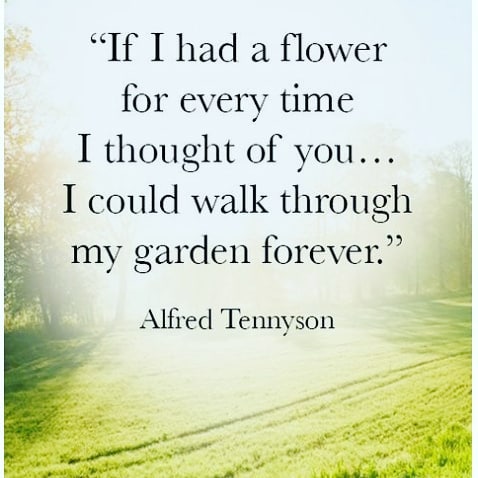 “If I had a flower
for every time
I thought of you…
I could walk through
my garden forever.”
Alfred Tennyson